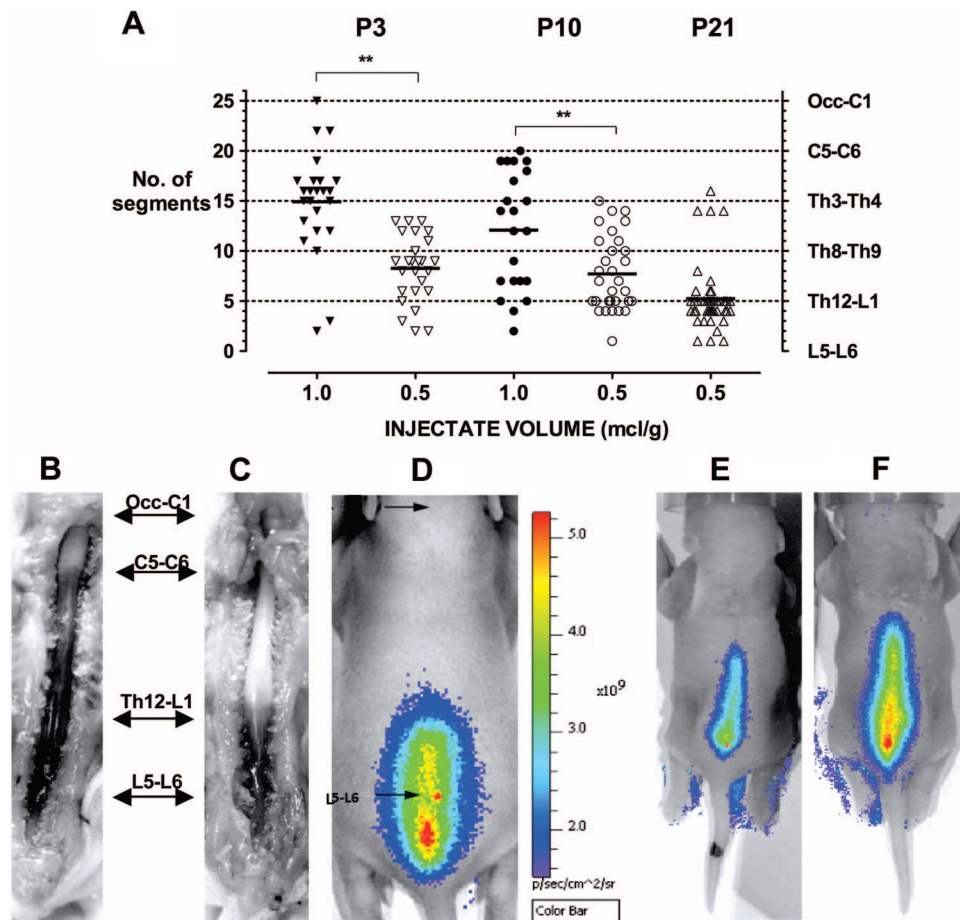 A
P3 P10 P21
** **
No. of
segments
25 Occ-C1
20 C5-C6
15 Th3-Th4
10 Th8-Th9
5 Th12-L1
0 L5-L6
1.0 0.5 1.0 0.5 0.5
INJECTATE VOLUME (mcl/g)
B C D E F
Occ-C1
C5-C6
Th12-L1
L5-L6
L5-L6
5.0
4.0
x10^9
3.0
2.0
p/sec/cm^2/sr
Color Bar